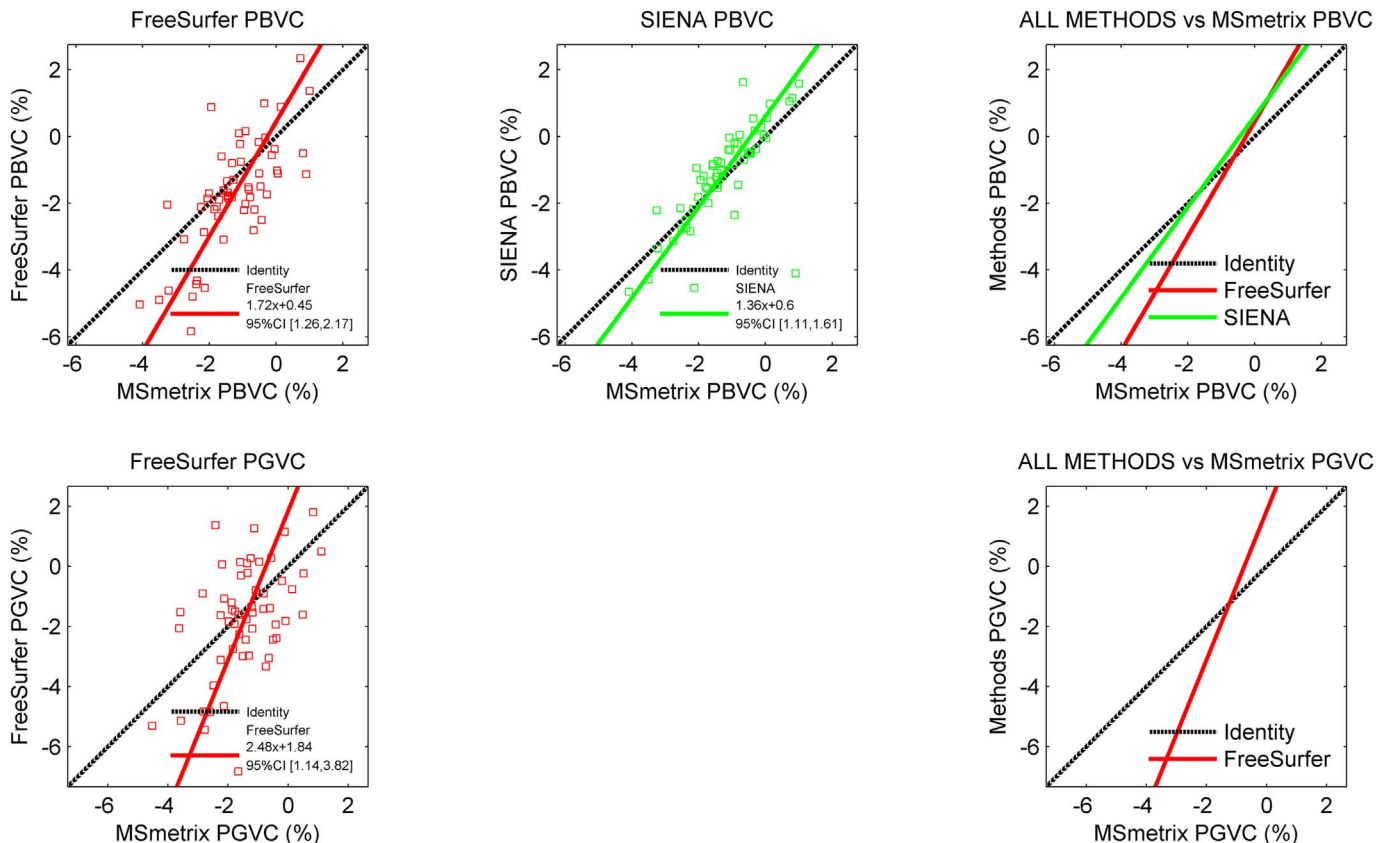 FreeSurfer PBVC
FreeSurfer PBVC (%)
2
0
-2
-4
-6
Identity
FreeSurfer
1.72x+0.45
95%CI [1.26,2.17]
-6 -4 -2 0 2
MSmetrix PBVC (%)
SIENA PBVC
SIENA PBVC (%)
2
0
-2
-4
-6
Identity
SIENA
1.36x+0.6
95%CI [1.11,1.61]
-6 -4 -2 0 2
MSmetrix PBVC (%)
ALL METHODS vs MSmetrix PBVC
Methods PBVC (%)
2
0
-2
-4
-6
Identity
FreeSurfer
SIENA
-6 -4 -2 0 2
MSmetrix PBVC (%)
FreeSurfer PGVC
FreeSurfer PGVC (%)
2
0
-2
-4
-6
Identity
FreeSurfer
2.48x+1.84
95%CI [1.14,3.82]
-6 -4 -2 0 2
MSmetrix PGVC (%)
ALL METHODS vs MSmetrix PGVC
Methods PGVC (%)
2
0
-2
-4
-6
Identity
FreeSurfer
-6 -4 -2 0 2
MSmetrix PGVC (%)